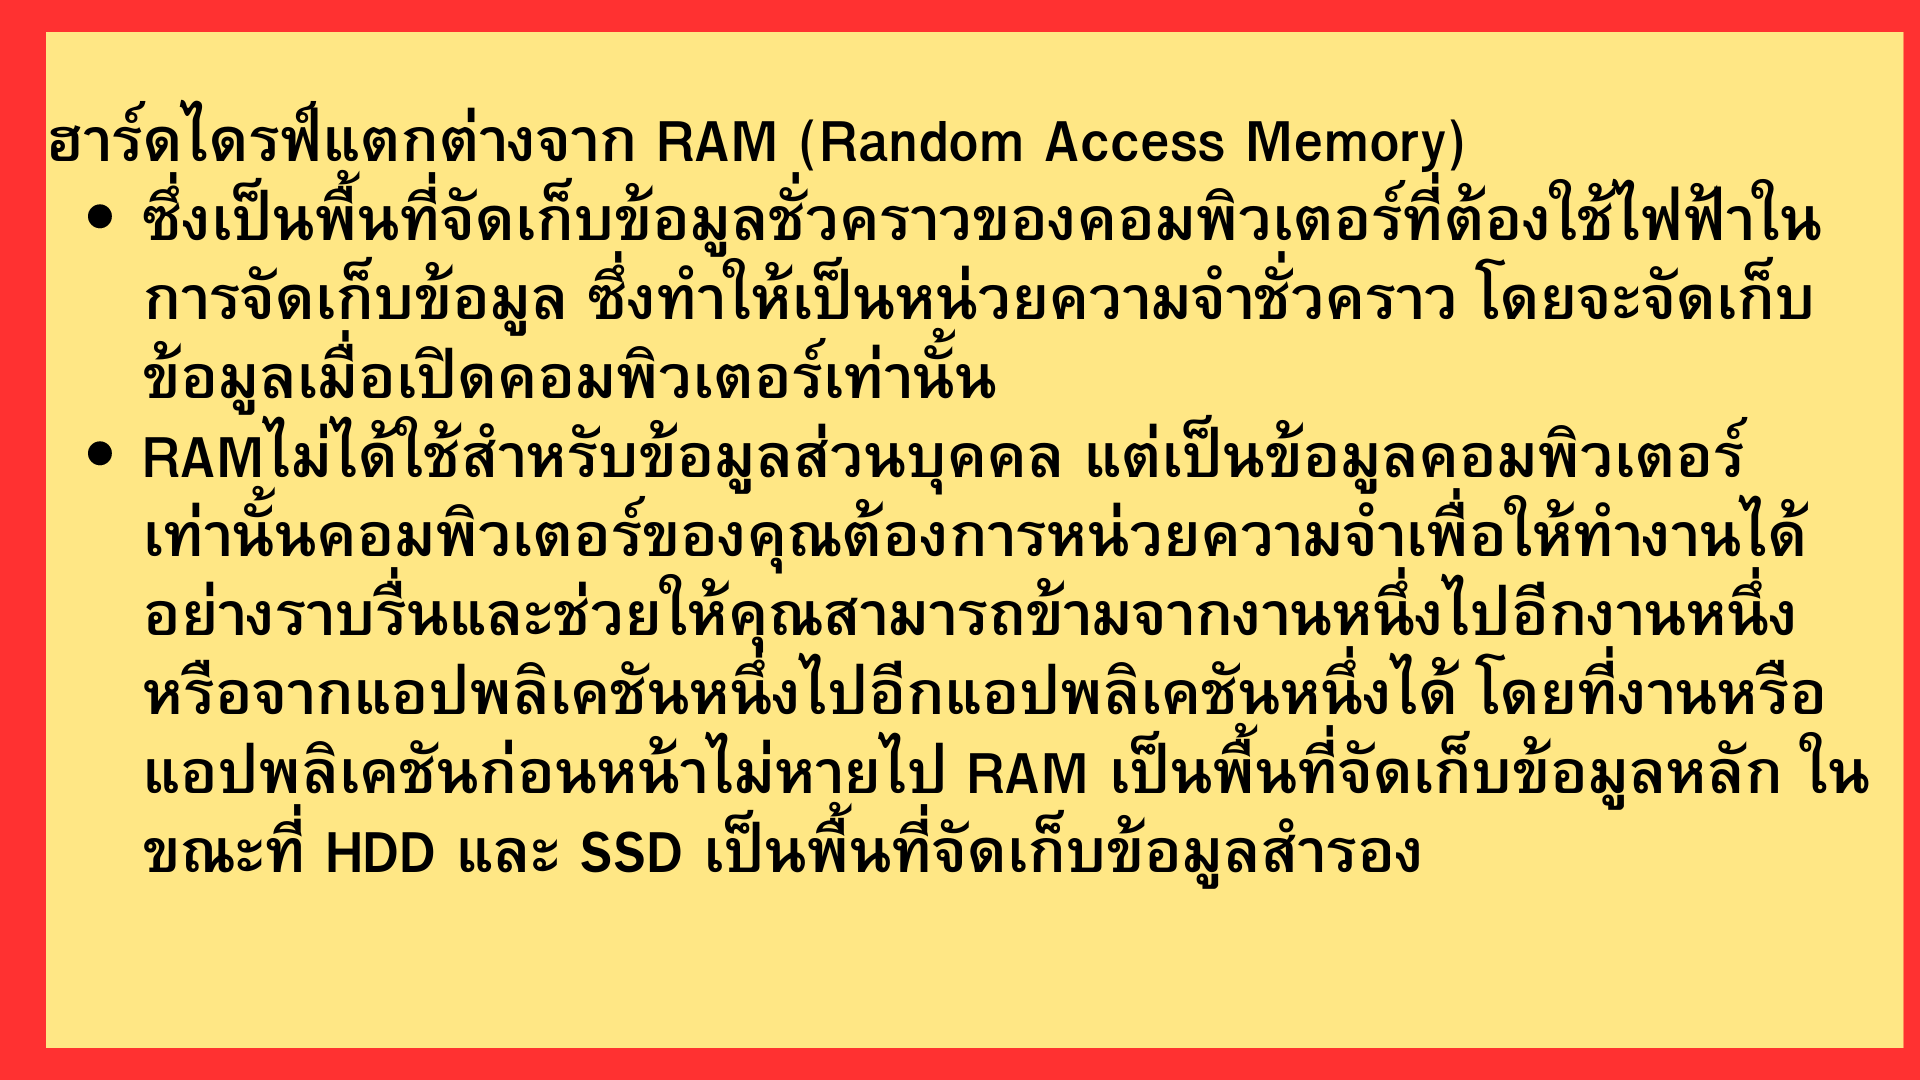 ฮาร์ดไดรฟ์แตกต่างจาก RAM (Random Access Memory)
• ซึ่งเป็นพื้นที่จัดเก็บข้อมูลชั่วคราวของคอมพิวเตอร์ที่ต้องใช้ไฟฟ้าใน
การจัดเก็บข้อมูล ซึ่งทำให้เป็นหน่วยความจำชั่วคราว โดยจะจัดเก็บ
ข้อมูลเมื่อเปิดคอมพิวเตอร์เท่านั้น
• RAMไม่ได้ใช้สำหรับข้อมูลส่วนบุคคล แต่เป็นข้อมูลคอมพิวเตอร์
เท่านั้นคอมพิวเตอร์ของคุณต้องการหน่วยความจำเพื่อให้ทำงานได้
อย่างราบรื่นและช่วยให้คุณสามารถข้ามจากงานหนึ่งไปอีกงานหนึ่ง
หรือจากแอปพลิเคชันหนึ่งไปอีกแอปพลิเคชันหนึ่งได้ โดยที่งานหรือ
แอปพลิเคชันก่อนหน้าไม่หายไป RAM เป็นพื้นที่จัดเก็บข้อมูลหลัก ใน
ขณะที่ HDD และ SSD เป็นพื้นที่จัดเก็บข้อมูลสำรอง